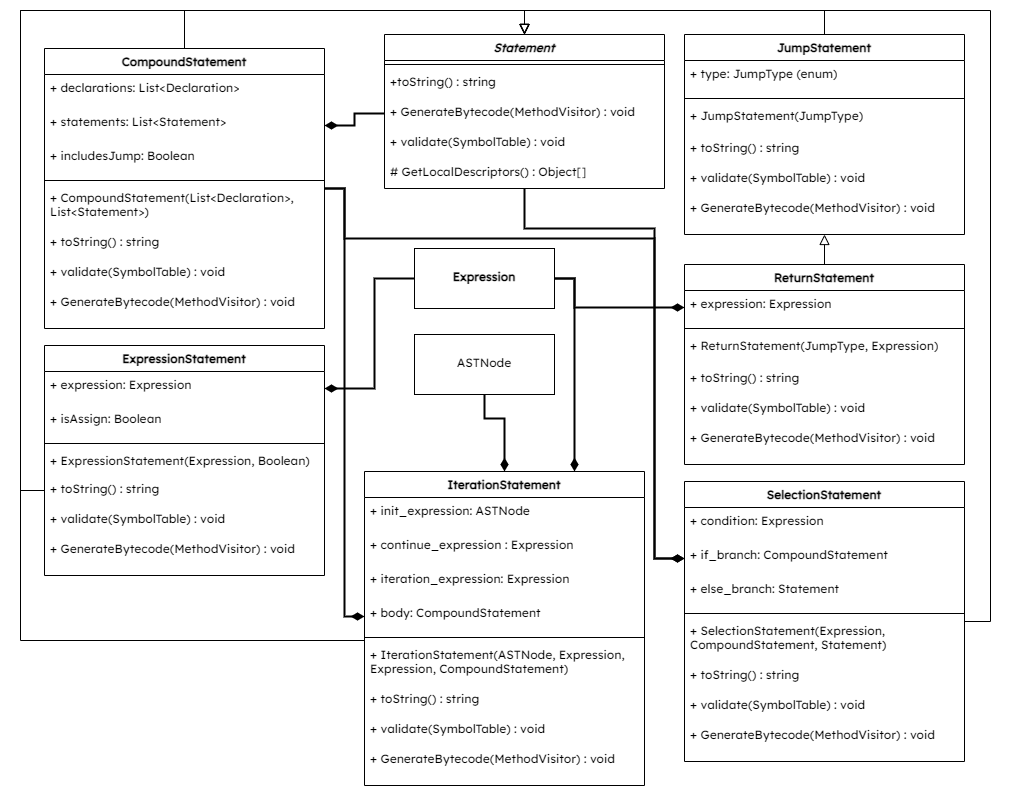 CompoundStatement
+ declarations: List<Declaration>
+ statements: List<Statement>
+ includesJump: Boolean
+ CompoundStatement(List<Declaration>,
List<Statement>)
+ toString() : string
+ validate(SymbolTable) : void
+ GenerateBytecode(MethodVisitor) : void
Statement
+toString() : string
+ GenerateBytecode(MethodVisitor) : void
+ validate(SymbolTable) : void
# GetLocalDescriptors() : Object[]
JumpStatement
+ type: JumpType (enum)
+ JumpStatement(JumpType)
+ toString() : string
+ validate(SymbolTable) : void
+ GenerateBytecode(MethodVisitor) : void
Expression
ASTNode
ReturnStatement
+ expression: Expression
+ ReturnStatement(JumpType, Expression)
+ toString() : string
+ validate(SymbolTable) : void
+ GenerateBytecode(MethodVisitor) : void
ExpressionStatement
+ expression: Expression
+ isAssign: Boolean
+ ExpressionStatement(Expression, Boolean)
+ toString() : string
+ validate(SymbolTable) : void
+ GenerateBytecode(MethodVisitor) : void
IterationStatement
+ init_expression: ASTNode
+ continue_expression : Expression
+ iteration_expression: Expression
+ body: CompoundStatement
+ IterationStatement(ASTNode, Expression,
Expression, CompoundStatement)
+ toString() : string
+ validate(SymbolTable) : void
+ GenerateBytecode(MethodVisitor) : void
SelectionStatement
+ condition: Expression
+ if_branch: CompoundStatement
+ else_branch: Statement
+ SelectionStatement(Expression,
CompoundStatement, Statement)
+ toString() : string
+ validate(SymbolTable) : void
+ GenerateBytecode(MethodVisitor) : void